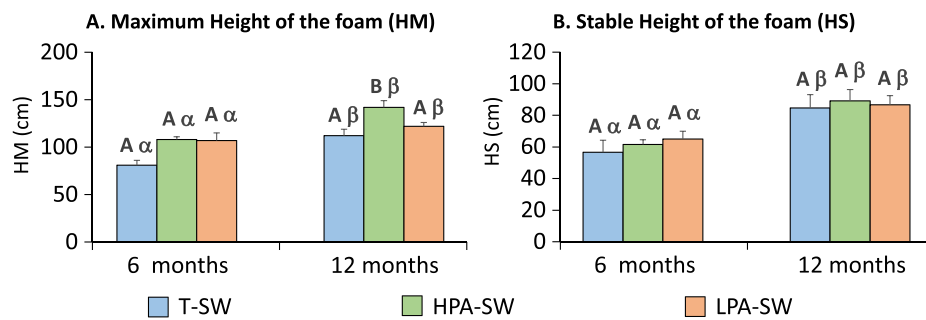 A. Maximum Height of the foam (HM)
B. Stable Height of the foam (HS)
HM (cm)
200
150
100
50
0
A α
A α
A α
A β
B β
A β
6 months
12 months
HS (cm)
120
100
80
60
40
20
0
A α
A α
A α
A β
A β
A β
6 months
12 months
T-SW
HPA-SW
LPA-SW